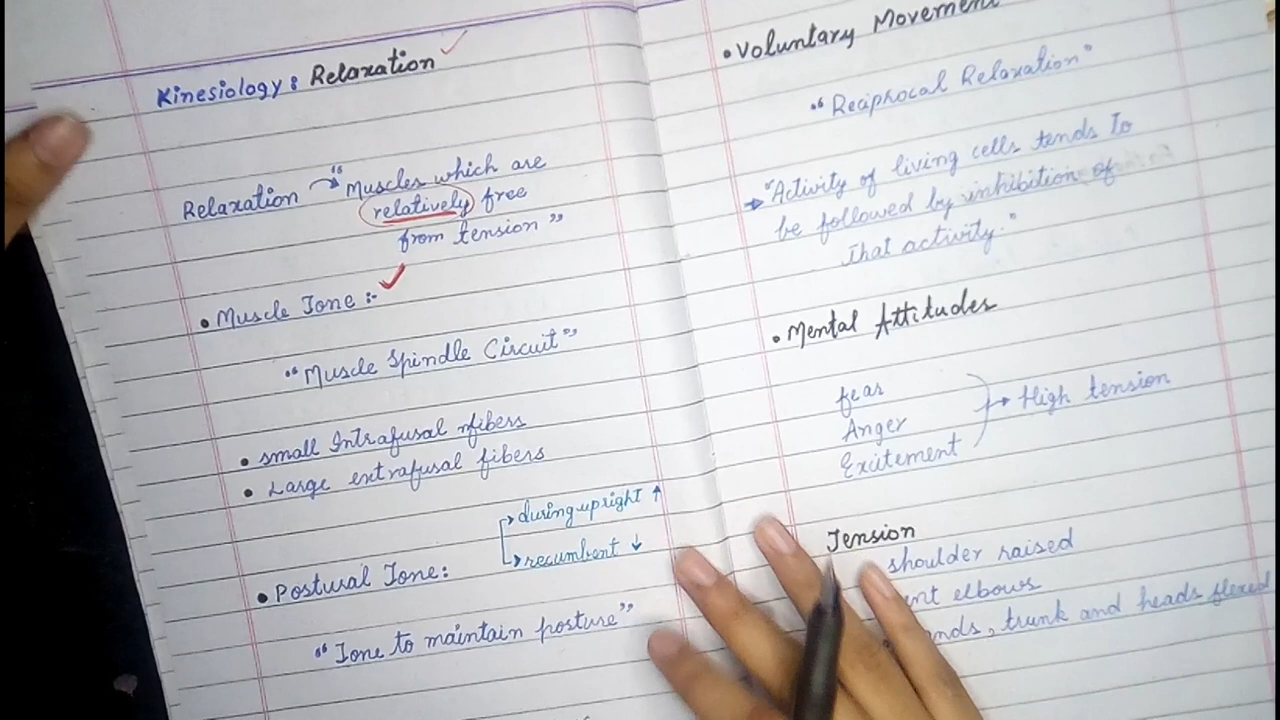 Kinesiology: Relaxation
Relaxation → "Muscles which are
relatively free
from tension"
• Muscle Tone :-
"Muscle Spindle Circuit"
• small Intrafusal fibers
• Large extrafusal fibers
during upright ↑
recumbent ↓
• Postural Tone:
"Tone to maintain posture"
• Voluntary Movement
"Reciprocal Relaxation"
→ "Activity of living cells tends To
be followed by inhibition of
that activity."
• Mental Attitudes
fear
Anger
Excitement
→ High tension
Tension
shoulder raised
elbows
trunk and heads flexed